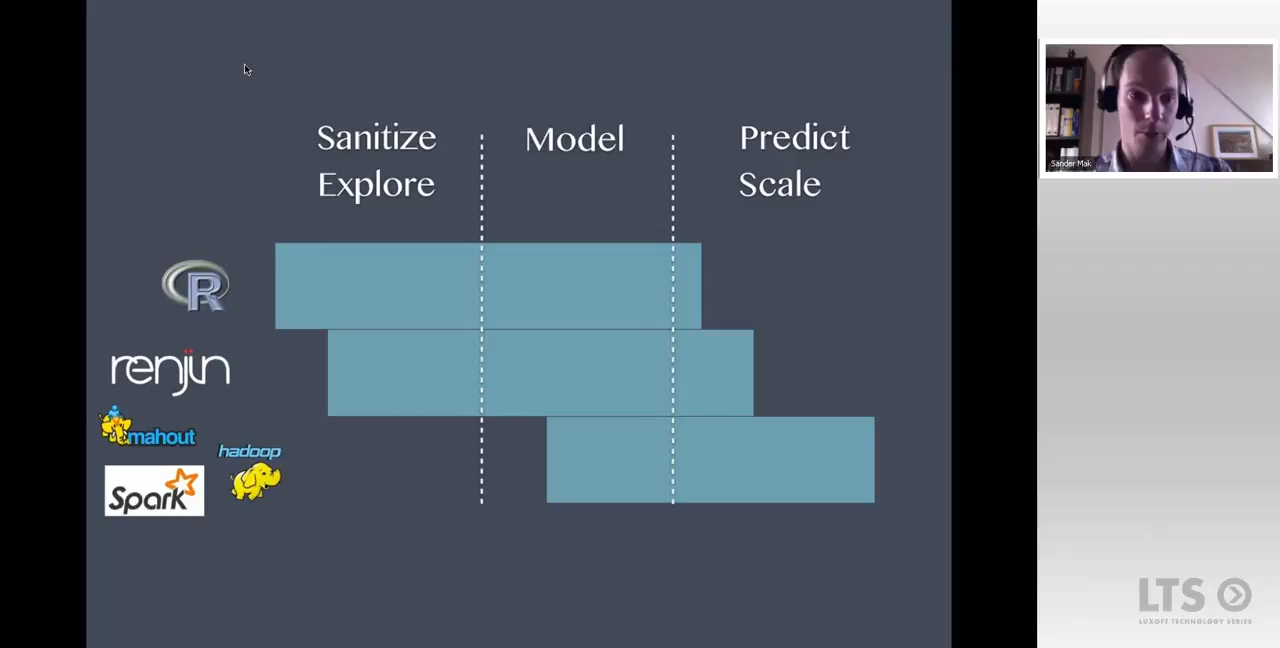 Sanitize
Explore
Model
Predict
Scale
R
renjin
mahout
hadoop
Spark
Sander Mak
LTS
LUXOFT TECHNOLOGY SERIES